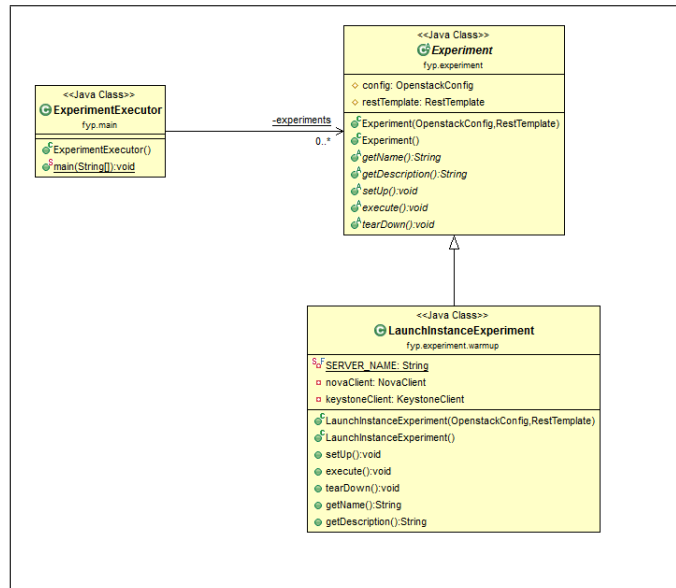 <<Java Class>>
Experiment
fyp.experiment
config: OpenstackConfig
restTemplate: RestTemplate
Experiment(OpenstackConfig,RestTemplate)
Experiment()
getName():String
getDescription():String
setUp():void
execute():void
tearDown():void
<<Java Class>>
ExperimentExecutor
fyp.main
ExperimentExecutor()
main(String[]):void
-experiments
0..*
<<Java Class>>
LaunchInstanceExperiment
fyp.experiment.warmup
SERVER_NAME: String
novaClient: NovaClient
keystoneClient: KeystoneClient
LaunchInstanceExperiment(OpenstackConfig,RestTemplate)
LaunchInstanceExperiment()
setUp():void
execute():void
tearDown():void
getName():String
getDescription():String